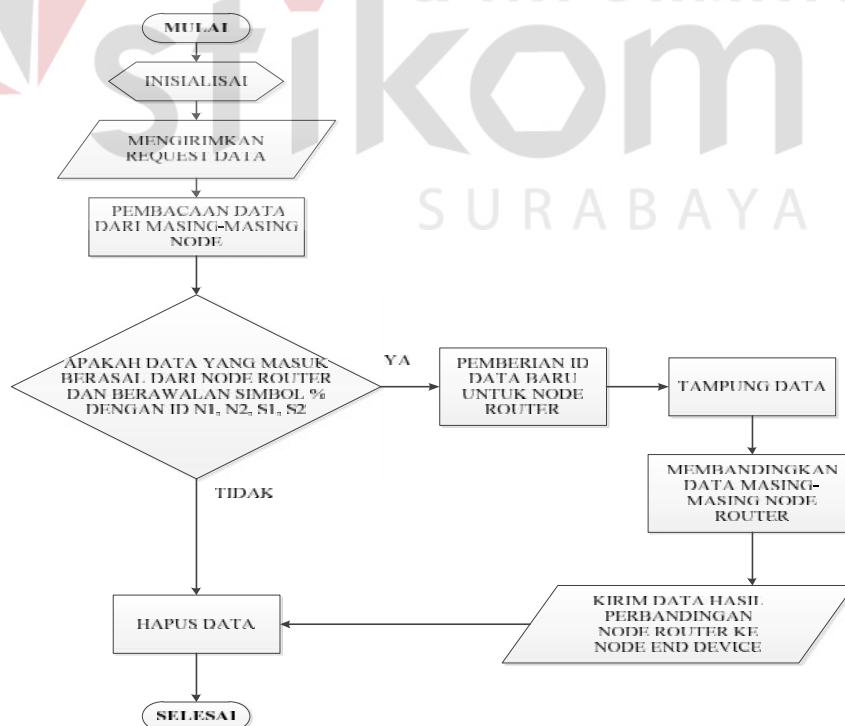 stikom
SURABAYA
MULAI
INISIALISAI
MENGIRIMKAN
REQUEST DATA
PEMBACAAN DATA
DARI MASING-MASING
NODE
APAKAH DATA YANG MASUK
BERASAL DARI NODE ROUTER
DAN BERAWALAN SIMBOL %
DENGAN ID N1, N2, S1, S2
YA
PEMBERIAN ID
DATA BARU
UNTUK NODE
ROUTER
TAMPUNG DATA
MEMBANDINGKAN
DATA MASING-
MASING NODE
ROUTER
TIDAK
KIRIM DATA HASIL
PERBANDINGAN
NODE ROUTER KE
NODE END DEVICE
HAPUS DATA
SELESAI